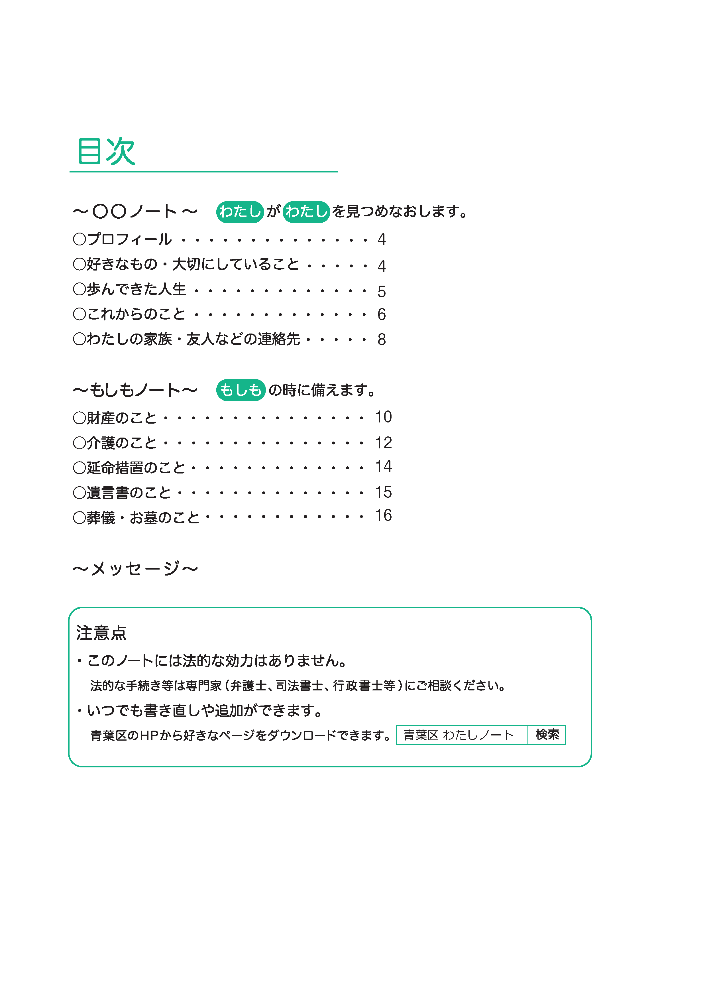 目次
～〇〇ノート～ わたしがわたしを見つめなおします。
○プロフィール ・・・・・・・・・・・・・・ 4
○好きなもの・大切にしていること・・・・・ 4
○歩んできた人生 ・・・・・・・・・・・・・ 5
○これからのこと ・・・・・・・・・・・・・ 6
○わたしの家族・友人などの連絡先・・・・・ 8
～もしもノート～ もしもの時に備えます。
○財産のこと・・・・・・・・・・・・・・・ 10
○介護のこと・・・・・・・・・・・・・・・ 12
○延命措置のこと・・・・・・・・・・・・・ 14
○遺言書のこと・・・・・・・・・・・・・・ 15
○葬儀・お墓のこと・・・・・・・・・・・・ 16
～メッセージ～
注意点
・このノートには法的な効力はありません。
法的な手続き等は専門家（弁護士、司法書士、行政書士等）にご相談ください。
・いつでも書き直しや追加ができます。
青葉区のHPから好きなページをダウンロードできます。 青葉区 わたしノート 検索